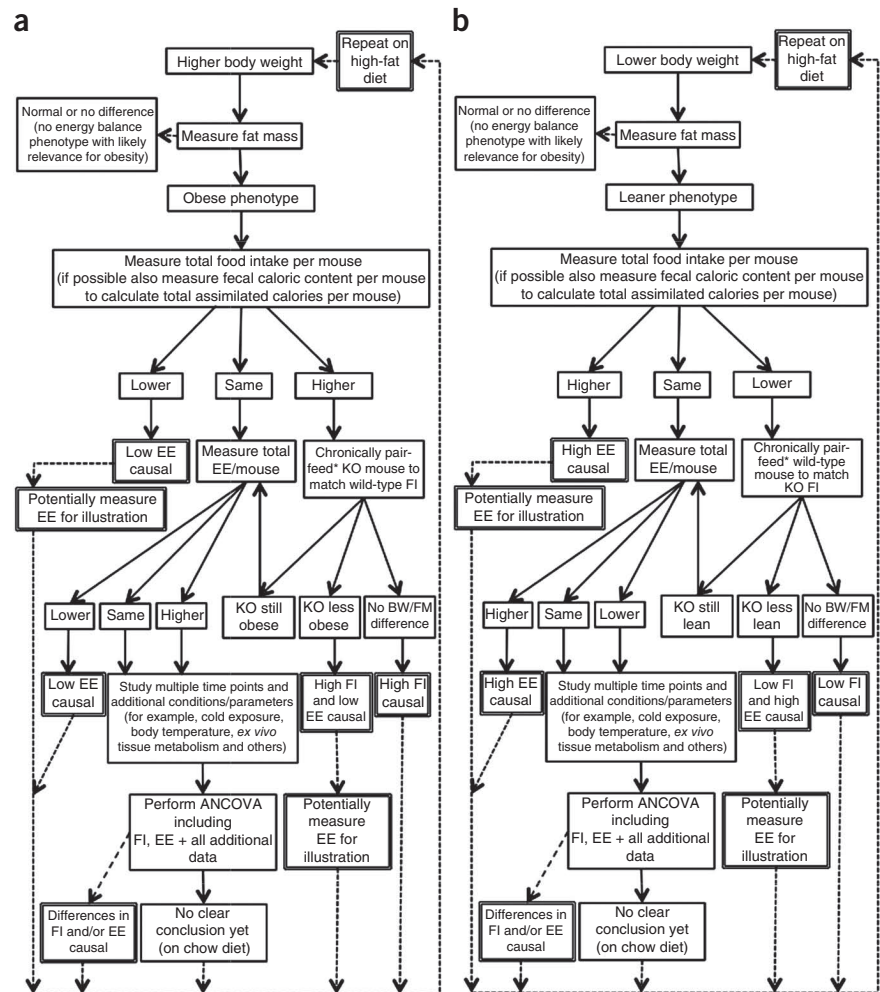 a
Higher body weight
Repeat on
high-fat
diet
Normal or no difference
(no energy balance
phenotype with likely
relevance for obesity)
Measure fat mass
Obese phenotype
Measure total food intake per mouse
(if possible also measure fecal caloric content per mouse
to calculate total assimilated calories per mouse)
Lower
Same
Higher
Low EE
causal
Measure total
EE/mouse
Chronically pair-
feed* KO mouse to
match wild-type FI
Potentially measure
EE for illustration
Lower
Same
Higher
KO still
obese
KO less
obese
No BW/FM
difference
Low EE
causal
Study multiple time points and
additional conditions/parameters
(for example, cold exposure,
body temperature, ex vivo
tissue metabolism and others)
High FI
and low
EE causal
High FI
causal
Perform ANCOVA
including
FI, EE + all additional
data
Potentially
measure
EE for
illustration
Differences in
FI and/or EE
causal
No clear
conclusion yet
(on chow diet)
b
Lower body weight
Repeat on
high-fat
diet
Normal or no difference
(no energy balance
phenotype with likely
relevance for obesity)
Measure fat mass
Leaner phenotype
Measure total food intake per mouse
(if possible also measure fecal caloric content per mouse
to calculate total assimilated calories per mouse)
Higher
Same
Lower
High EE
causal
Measure total
EE/mouse
Chronically pair-
feed* wild-type
mouse to match
KO FI
Potentially measure
EE for illustration
Higher
Same
Lower
KO still
lean
KO less
lean
No BW/FM
difference
High EE
causal
Study multiple time points and
additional conditions/parameters
(for example, cold exposure,
body temperature, ex vivo
tissue metabolism and others)
Low FI
and high
EE causal
Low FI
causal
Perform ANCOVA
including
FI, EE + all additional
data
Potentially
measure
EE for
illustration
Differences in
FI and/or EE
causal
No clear
conclusion yet
(on chow diet)